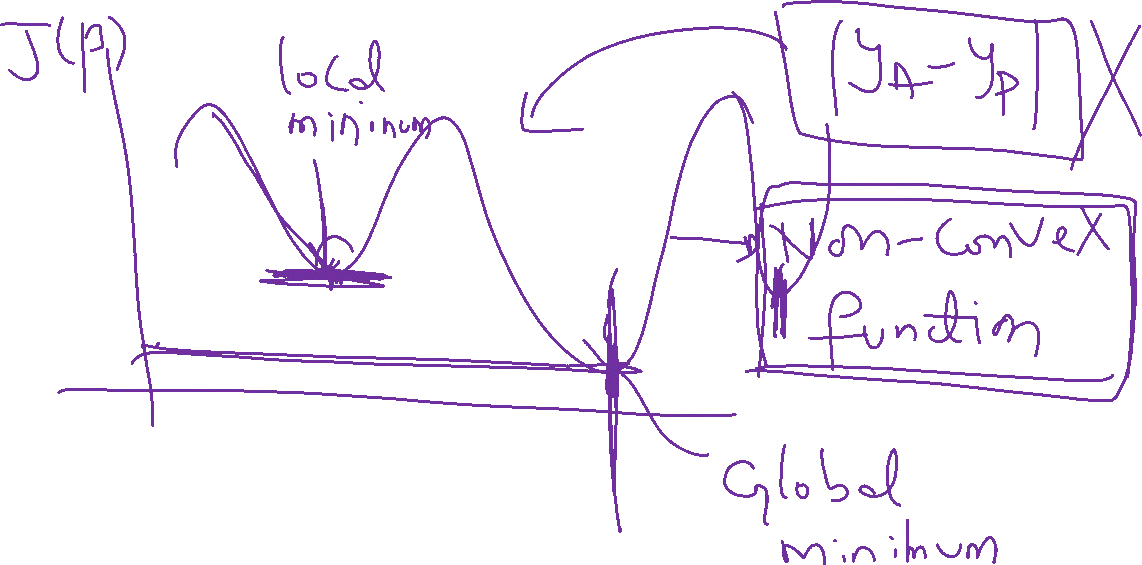 J(β)
local
minimum
|yA - yp| X
Non-convex
function
Global
minimum